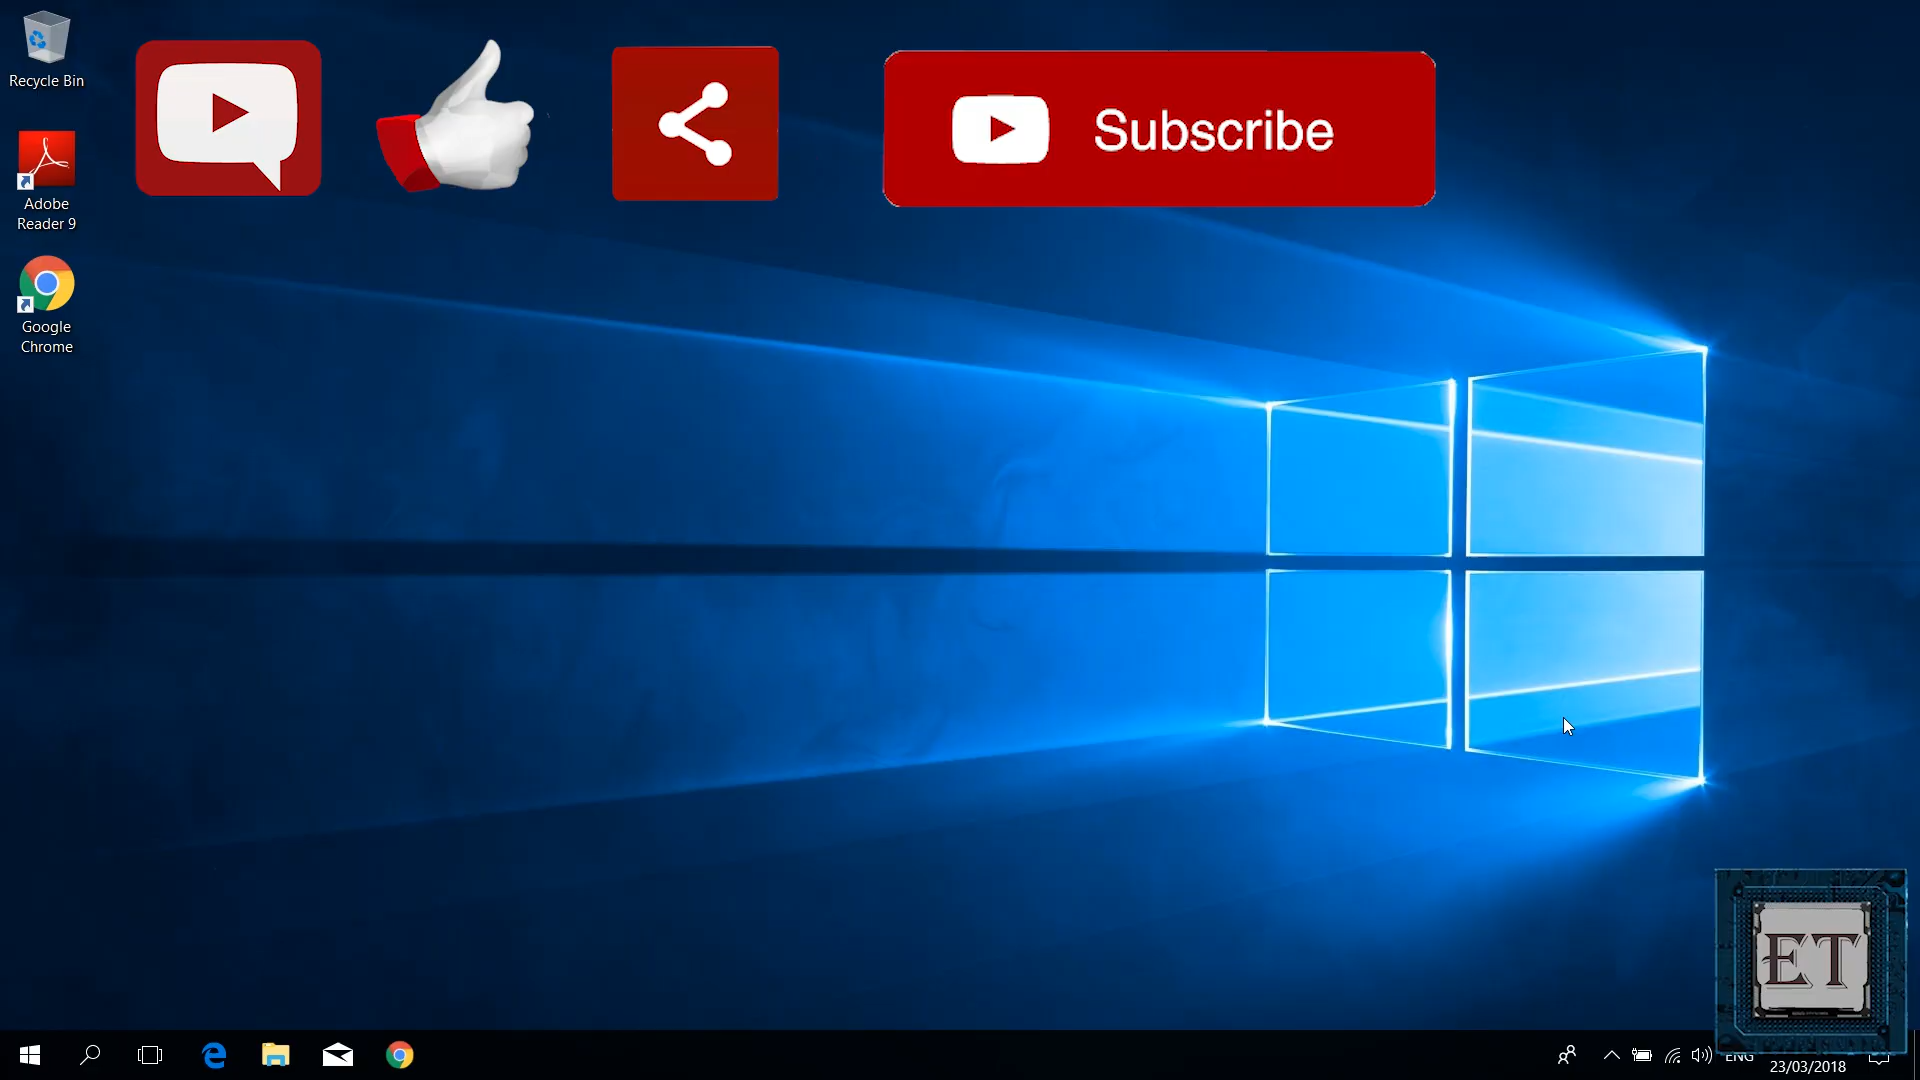 Recycle Bin
Adobe
Reader 9
Google
Chrome
Subscribe
ET
ENG
23/03/2018